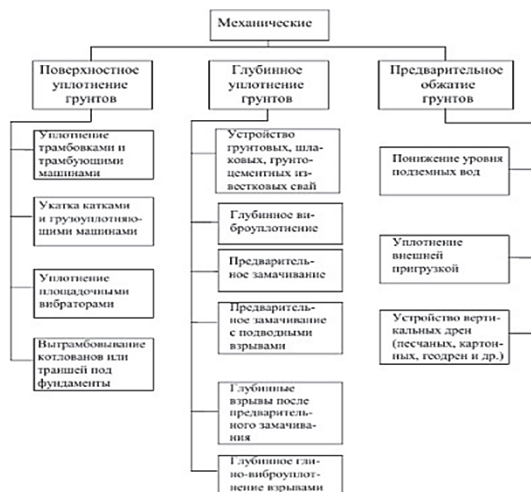 Механические
Поверхностное
уплотнение
грунтов
Глубинное
уплотнение
грунтов
Предварительное
обжатие
грунтов
Уплотнение
трамбовками и
трамбующими
машинами
Укатка катками
и грузоуплотняю-
щими машинами
Уплотнение
площадочными
вибраторами
Вытрамбовывание
котлованов или
траншей под
фундаменты
Устройство
грунтовых, шла-
ковых, грунто-
цементных из-
вестковых свай
Глубинное ви-
броуплотнение
Предваритель-
ное замачивание
Предваритель-
ное замачивание
с подводными
взрывами
Глубинные
взрывы после
предваритель-
ного замачи-
вания
Глубинное гли-
но-виброуплот-
нение взрывами
Понижение уровня
подземных вод
Уплотнение
внешней
пригрузкой
Устройство верти-
кальных дрен
(песчаных, картон-
ных, геодрен и др.)